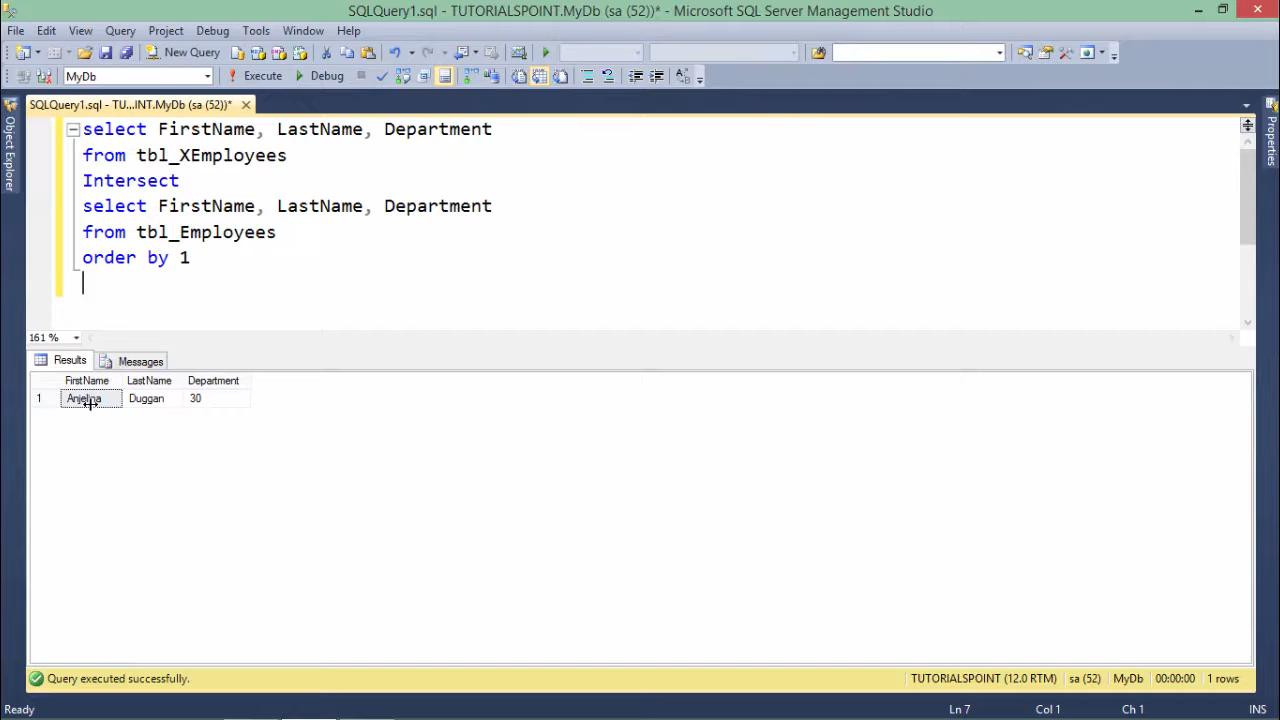 SQLQuery1.sql - TUTORIALSPOINT.MyDb (sa (52))* - Microsoft SQL Server Management Studio
File Edit View Query Project Debug Tools Window Help
New Query
MyDb Execute Debug
SQLQuery1.sql - TU...INT.MyDb (sa (52))*
Object Explorer
Properties
select FirstName, LastName, Department
from tbl_XEmployees
Intersect
select FirstName, LastName, Department
from tbl_Employees
order by 1
161 %
Results Messages
FirstName LastName Department
1 Anjelina Duggan 30
Query executed successfully. TUTORIALSPOINT (12.0 RTM) sa (52) MyDb 00:00:00 1 rows
Ready Ln 7 Col 1 Ch 1 INS